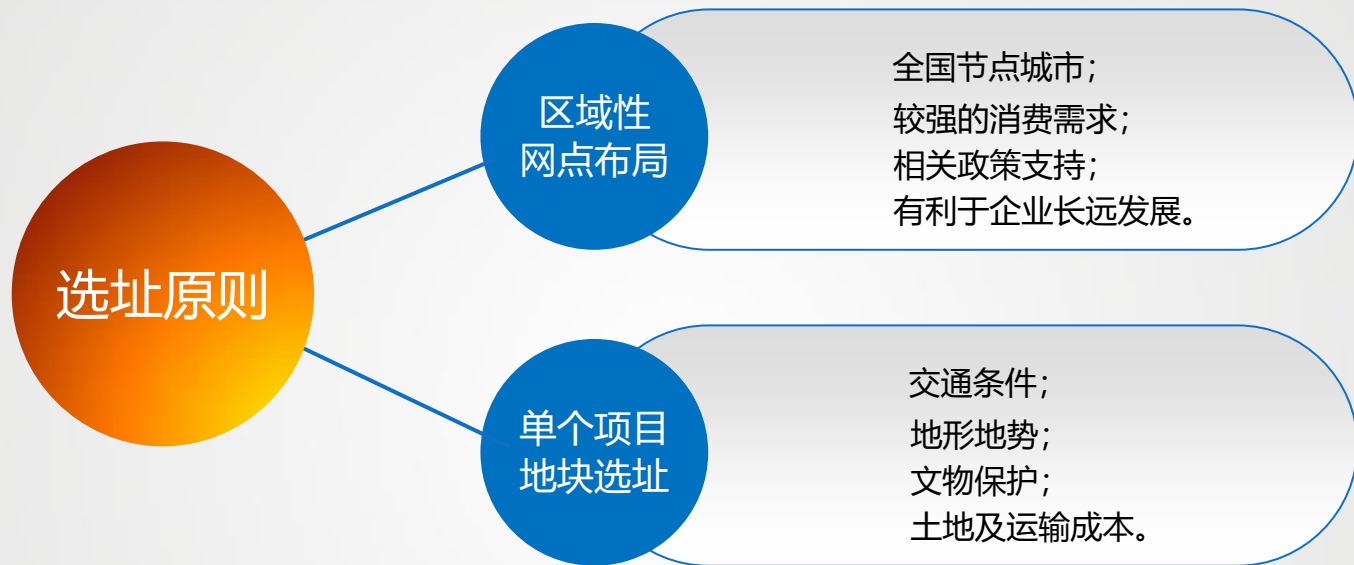 选址原则
区域性
网点布局
全国节点城市；
较强的消费需求；
相关政策支持；
有利于企业长远发展。
单个项目
地块选址
交通条件；
地形地势；
文物保护；
土地及运输成本。